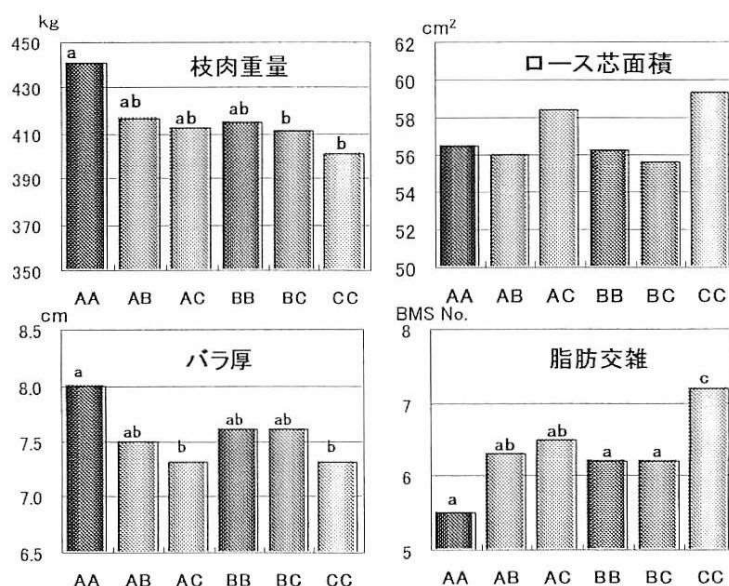 kg
枝肉重量
450
430
410
390
370
350
a
ab
ab
ab
b
b
AA AB AC BB BC CC
cm²
ロース芯面積
62
60
58
56
54
52
50
AA AB AC BB BC CC
cm
バラ厚
8.5
8.0
7.5
7.0
6.5
a
ab
b
ab
ab
b
AA AB AC BB BC CC
BMS No.
脂肪交雑
8
7
6
5
a
ab
ab
a
a
c
AA AB AC BB BC CC